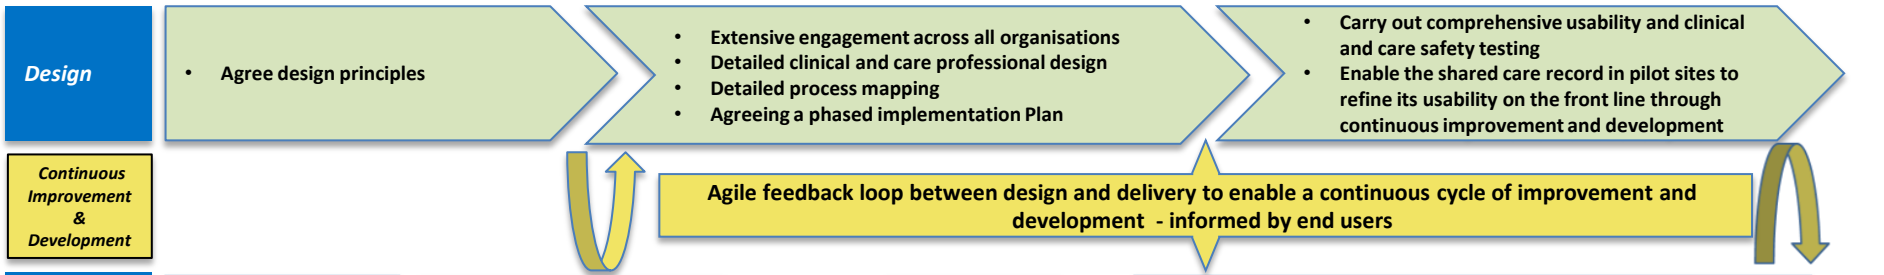 Design
• Agree design principles
• Extensive engagement across all organisations
• Detailed clinical and care professional design
• Detailed process mapping
• Agreeing a phased implementation Plan
• Carry out comprehensive usability and clinical
and care safety testing
• Enable the shared care record in pilot sites to
refine its usability on the front line through
continuous improvement and development
Continuous
Improvement
&
Development
Agile feedback loop between design and delivery to enable a continuous cycle of improvement and
development - informed by end users